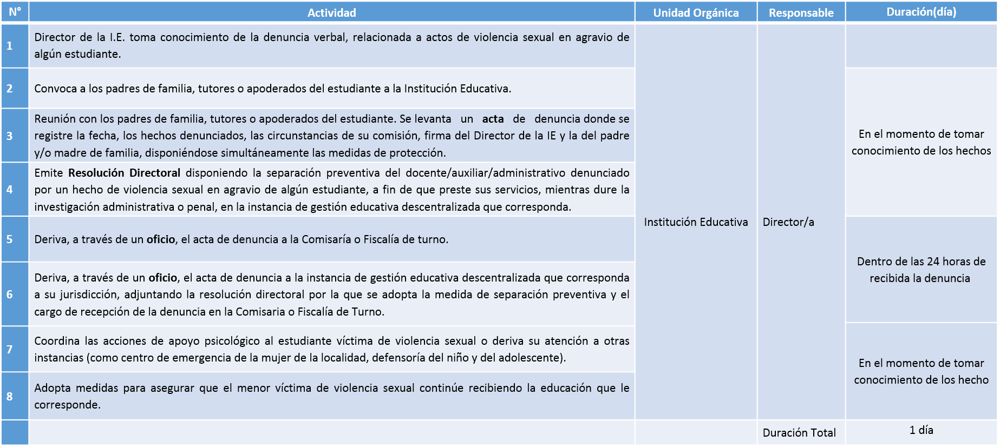 N° Actividad Unidad Orgánica Responsable Duración(día)
1
Director de la I.E. toma conocimiento de la denuncia verbal, relacionada a actos de violencia sexual en agravio de
algún estudiante.
2
Convoca a los padres de familia, tutores o apoderados del estudiante a la Institución Educativa.
3
Reunión con los padres de familia, tutores o apoderados del estudiante. Se levanta un acta de denuncia donde se
registre la fecha, los hechos denunciados, las circunstancias de su comisión, firma del Director de la IE y la del padre
y/o madre de familia, disponiéndose simultáneamente las medidas de protección.
En el momento de tomar
conocimiento de los hechos
4
Emite Resolución Directoral disponiendo la separación preventiva del docente/auxiliar/administrativo denunciado
por un hecho de violencia sexual en agravio de algún estudiante, a fin de que preste sus servicios, mientras dure la
investigación administrativa o penal, en la instancia de gestión educativa descentralizada que corresponda.
Institución Educativa
Director/a
5
Deriva, a través de un oficio, el acta de denuncia a la Comisaría o Fiscalía de turno.
Dentro de las 24 horas de
recibida la denuncia
6
Deriva, a través de un oficio, el acta de denuncia a la instancia de gestión educativa descentralizada que corresponda
a su jurisdicción, adjuntando la resolución directoral por la que se adopta la medida de separación preventiva y el
cargo de recepción de la denuncia en la Comisaria o Fiscalía de Turno.
7
Coordina las acciones de apoyo psicológico al estudiante víctima de violencia sexual o deriva su atención a otras
instancias (como centro de emergencia de la mujer de la localidad, defensoría del niño y del adolescente).
En el momento de tomar
conocimiento de los hecho
8
Adopta medidas para asegurar que el menor víctima de violencia sexual continúe recibiendo la educación que le
corresponde.
Duración Total 1 día